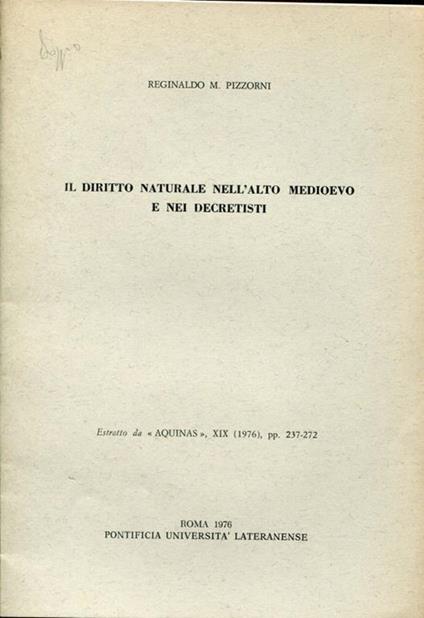 doppio
REGINALDO M. PIZZORNI
IL DIRITTO NATURALE NELL'ALTO MEDIOEVO
E NEI DECRETISTI
Estratto da « AQUINAS », XIX (1976), pp. 237-272
ROMA 1976
PONTIFICIA UNIVERSITA' LATERANENSE